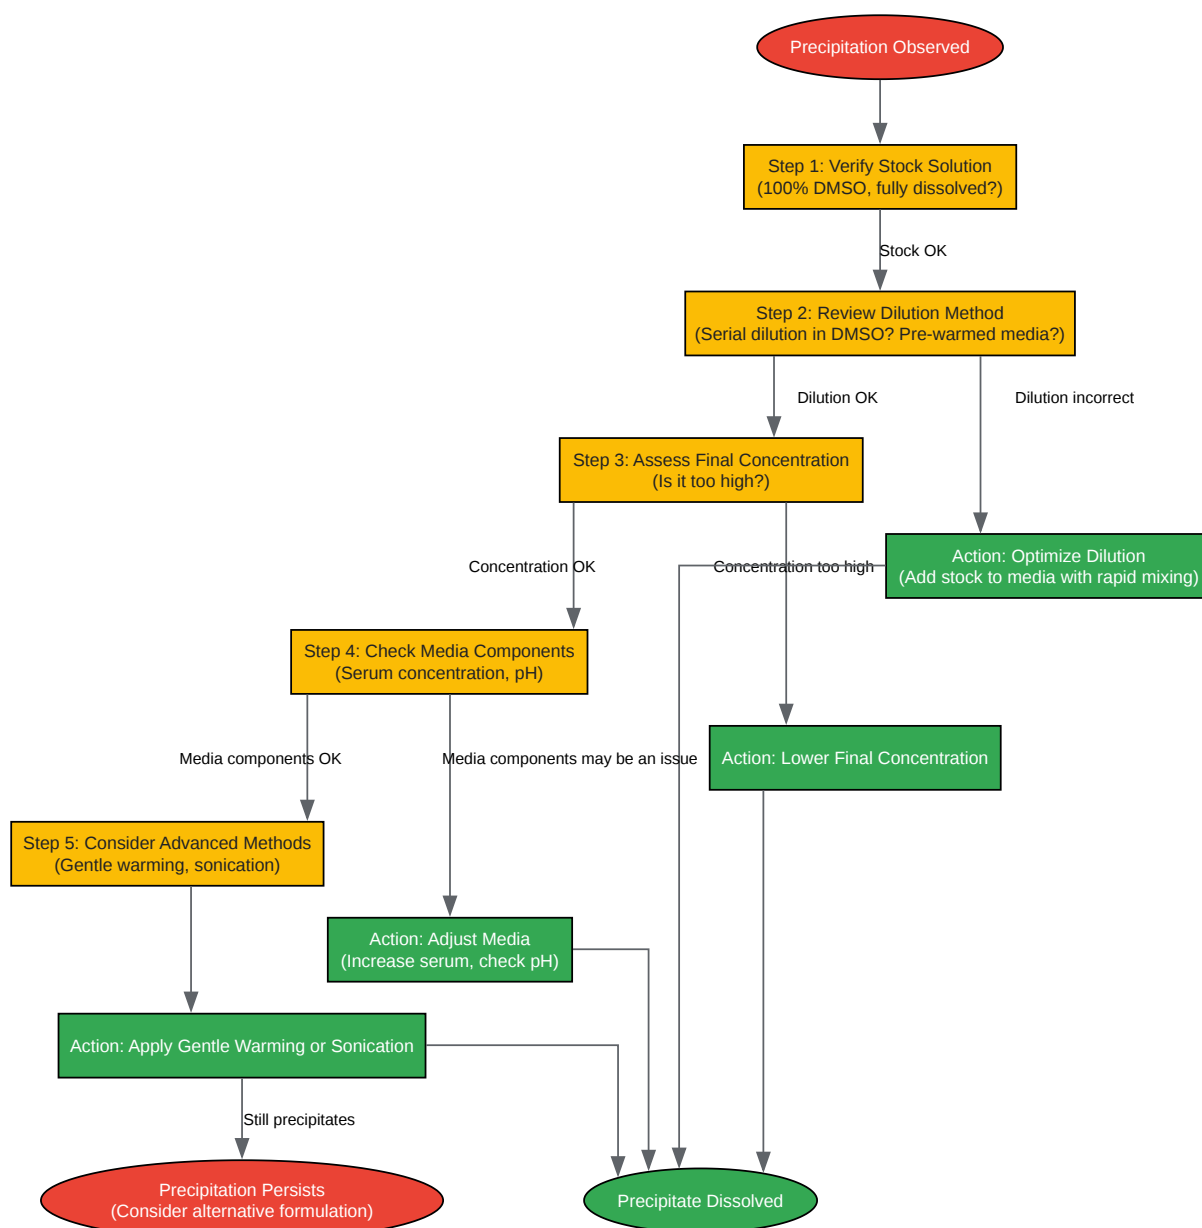 Precipitation Observed
Step 1: Verify Stock Solution
(100% DMSO, fully dissolved?)
Stock OK
Step 2: Review Dilution Method
(Serial dilution in DMSO? Pre-warmed media?)
Dilution OK
Dilution incorrect
Step 3: Assess Final Concentration
(Is it too high?)
Action: Optimize Dilution
(Add stock to media with rapid mixing)
Concentration OK
Concentration too high
Step 4: Check Media Components
(Serum concentration, pH)
Media components OK
Media components may be an issue
Action: Lower Final Concentration
Step 5: Consider Advanced Methods
(Gentle warming, sonication)
Action: Adjust Media
(Increase serum, check pH)
Action: Apply Gentle Warming or Sonication
Still precipitates
Precipitation Persists
(Consider alternative formulation)
Precipitate Dissolved